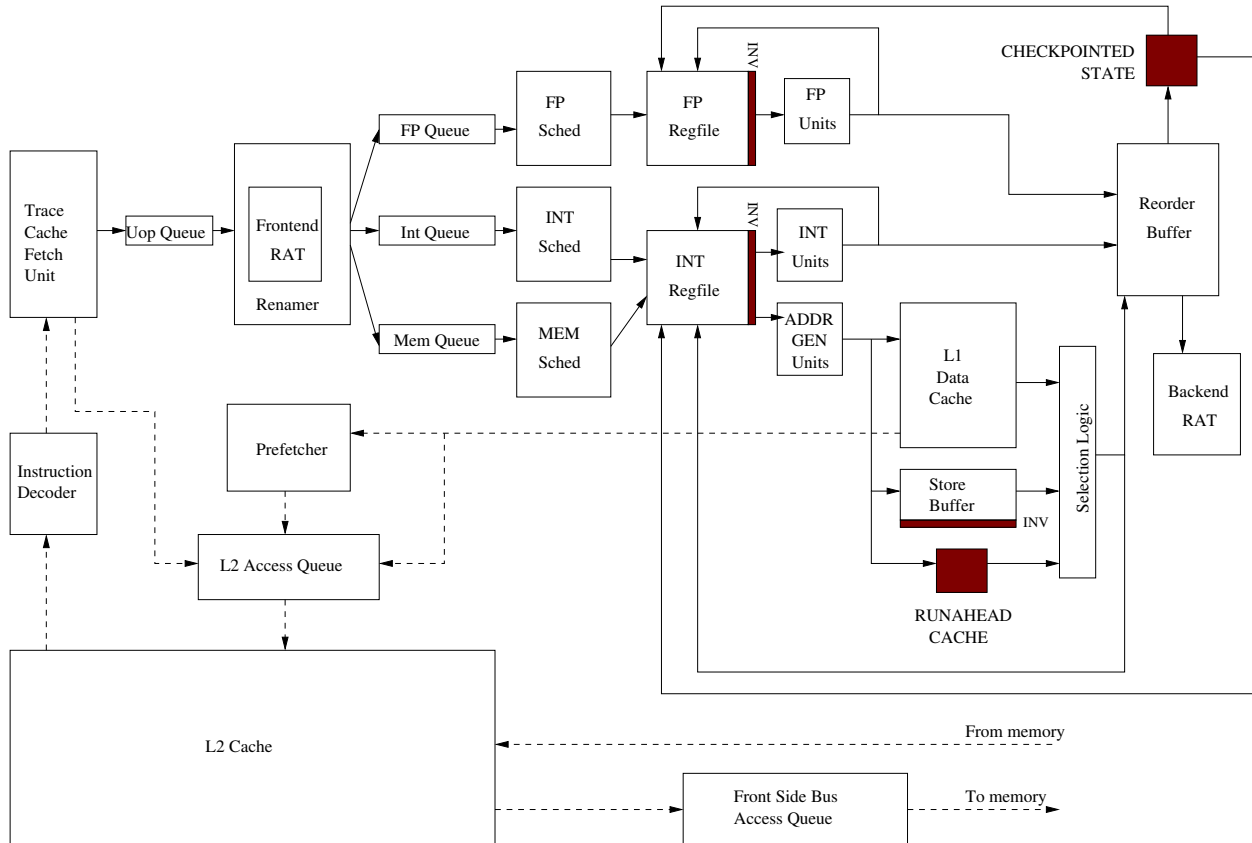 CHECKPOINTED
STATE
INV
FP
Sched
FP
Regfile
FP
Units
FP Queue
Trace
Cache
Fetch
Unit
Uop Queue
Frontend
RAT
Renamer
Int Queue
INT
Sched
INV
INT
Regfile
INT
Units
Reorder
Buffer
Mem Queue
MEM
Sched
ADDR
GEN
Units
L1
Data
Cache
Selection Logic
Backend
RAT
Prefetcher
Instruction
Decoder
Store
Buffer
INV
L2 Access Queue
RUNAHEAD
CACHE
L2 Cache
From memory
Front Side Bus
Access Queue
To memory